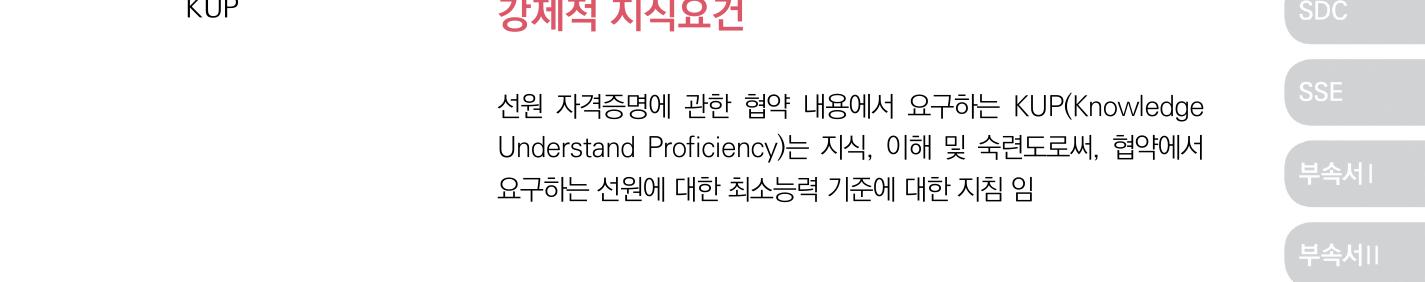 KUP
강제적 지식요건
선원 자격증명에 관한 협약 내용에서 요구하는 KUP(Knowledge
Understand Proficiency)는 지식, 이해 및 숙련도로써, 협약에서
요구하는 선원에 대한 최소능력 기준에 대한 지침 임
SDC
SSE
부속서 I
부속서 II